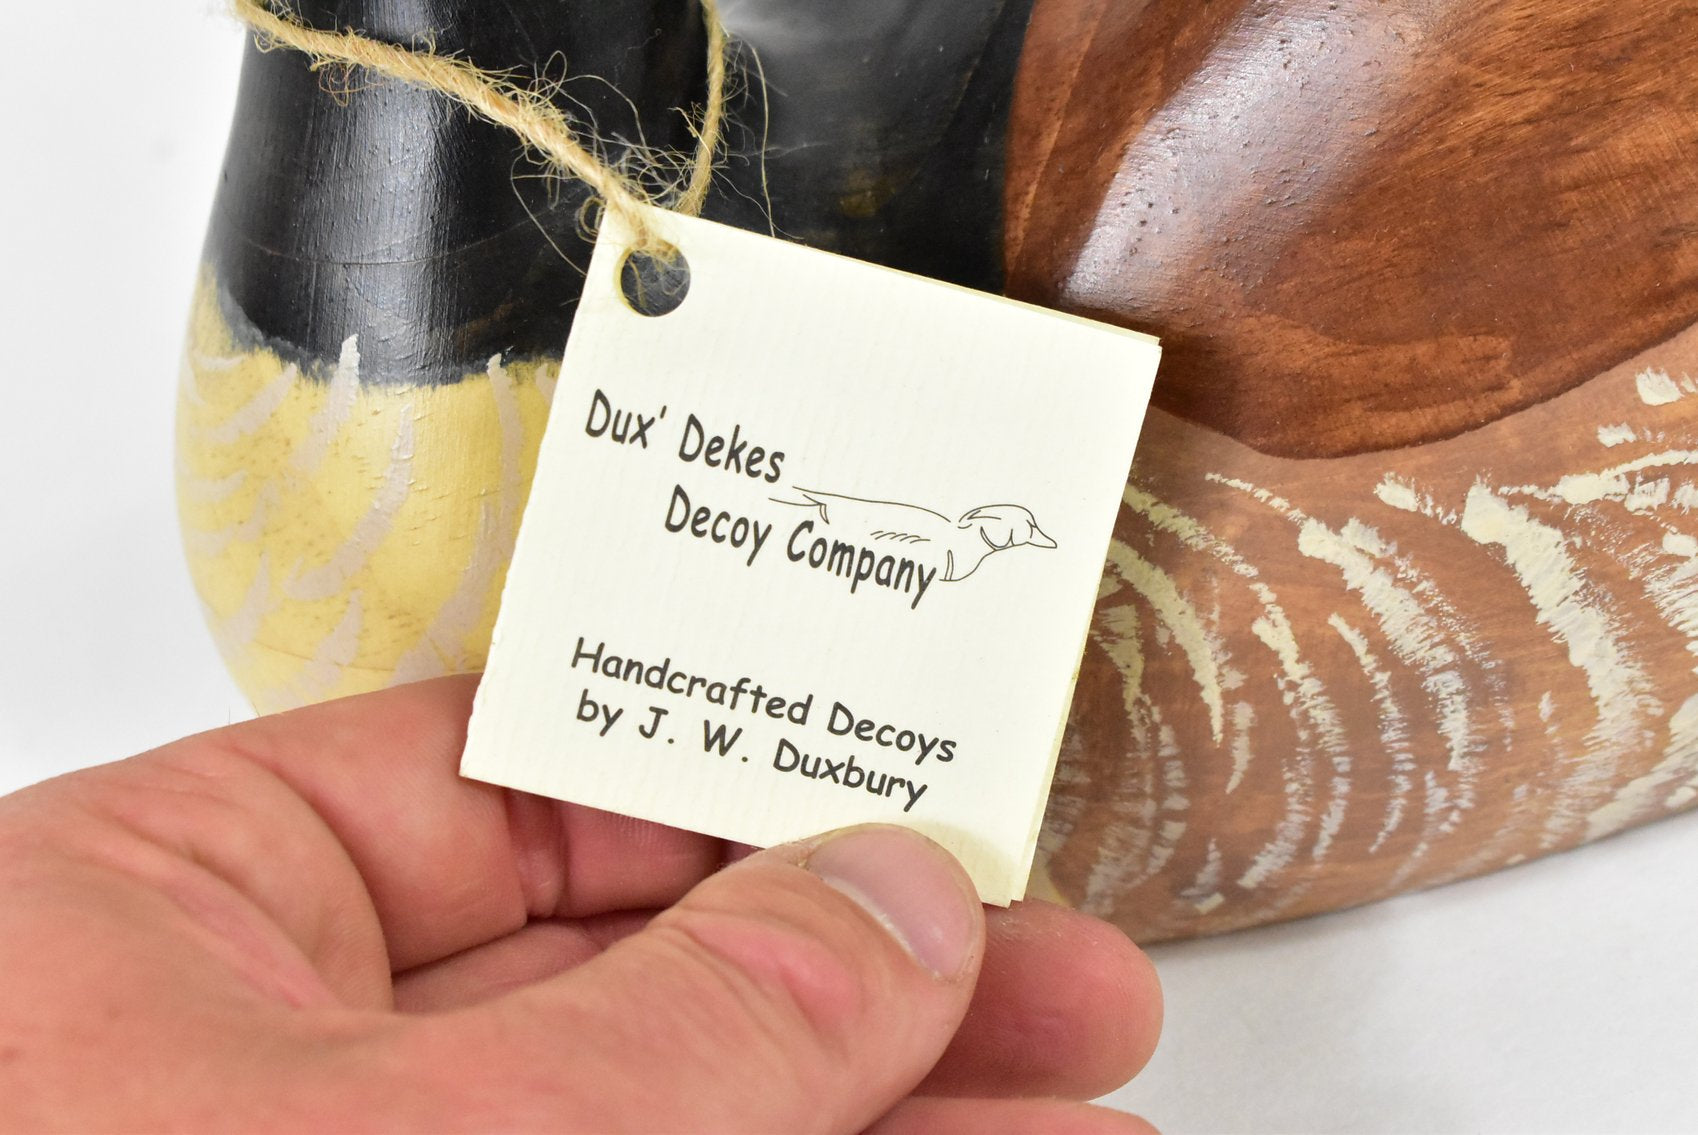 Dux' Dekes
Decoy Company
Handcrafted Decoys
by J. W. Duxbury